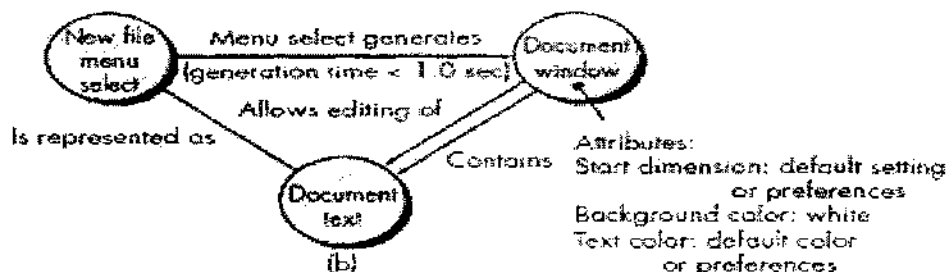 New file
menu
select
Menu select generates
(generation time < 1.0 sec)
Document
window
Allows editing of
Is represented as
Contains
Document
text
Attributes:
Start dimension: default setting
or preferences
Background color: white
Text color: default color
or preferences
(b)